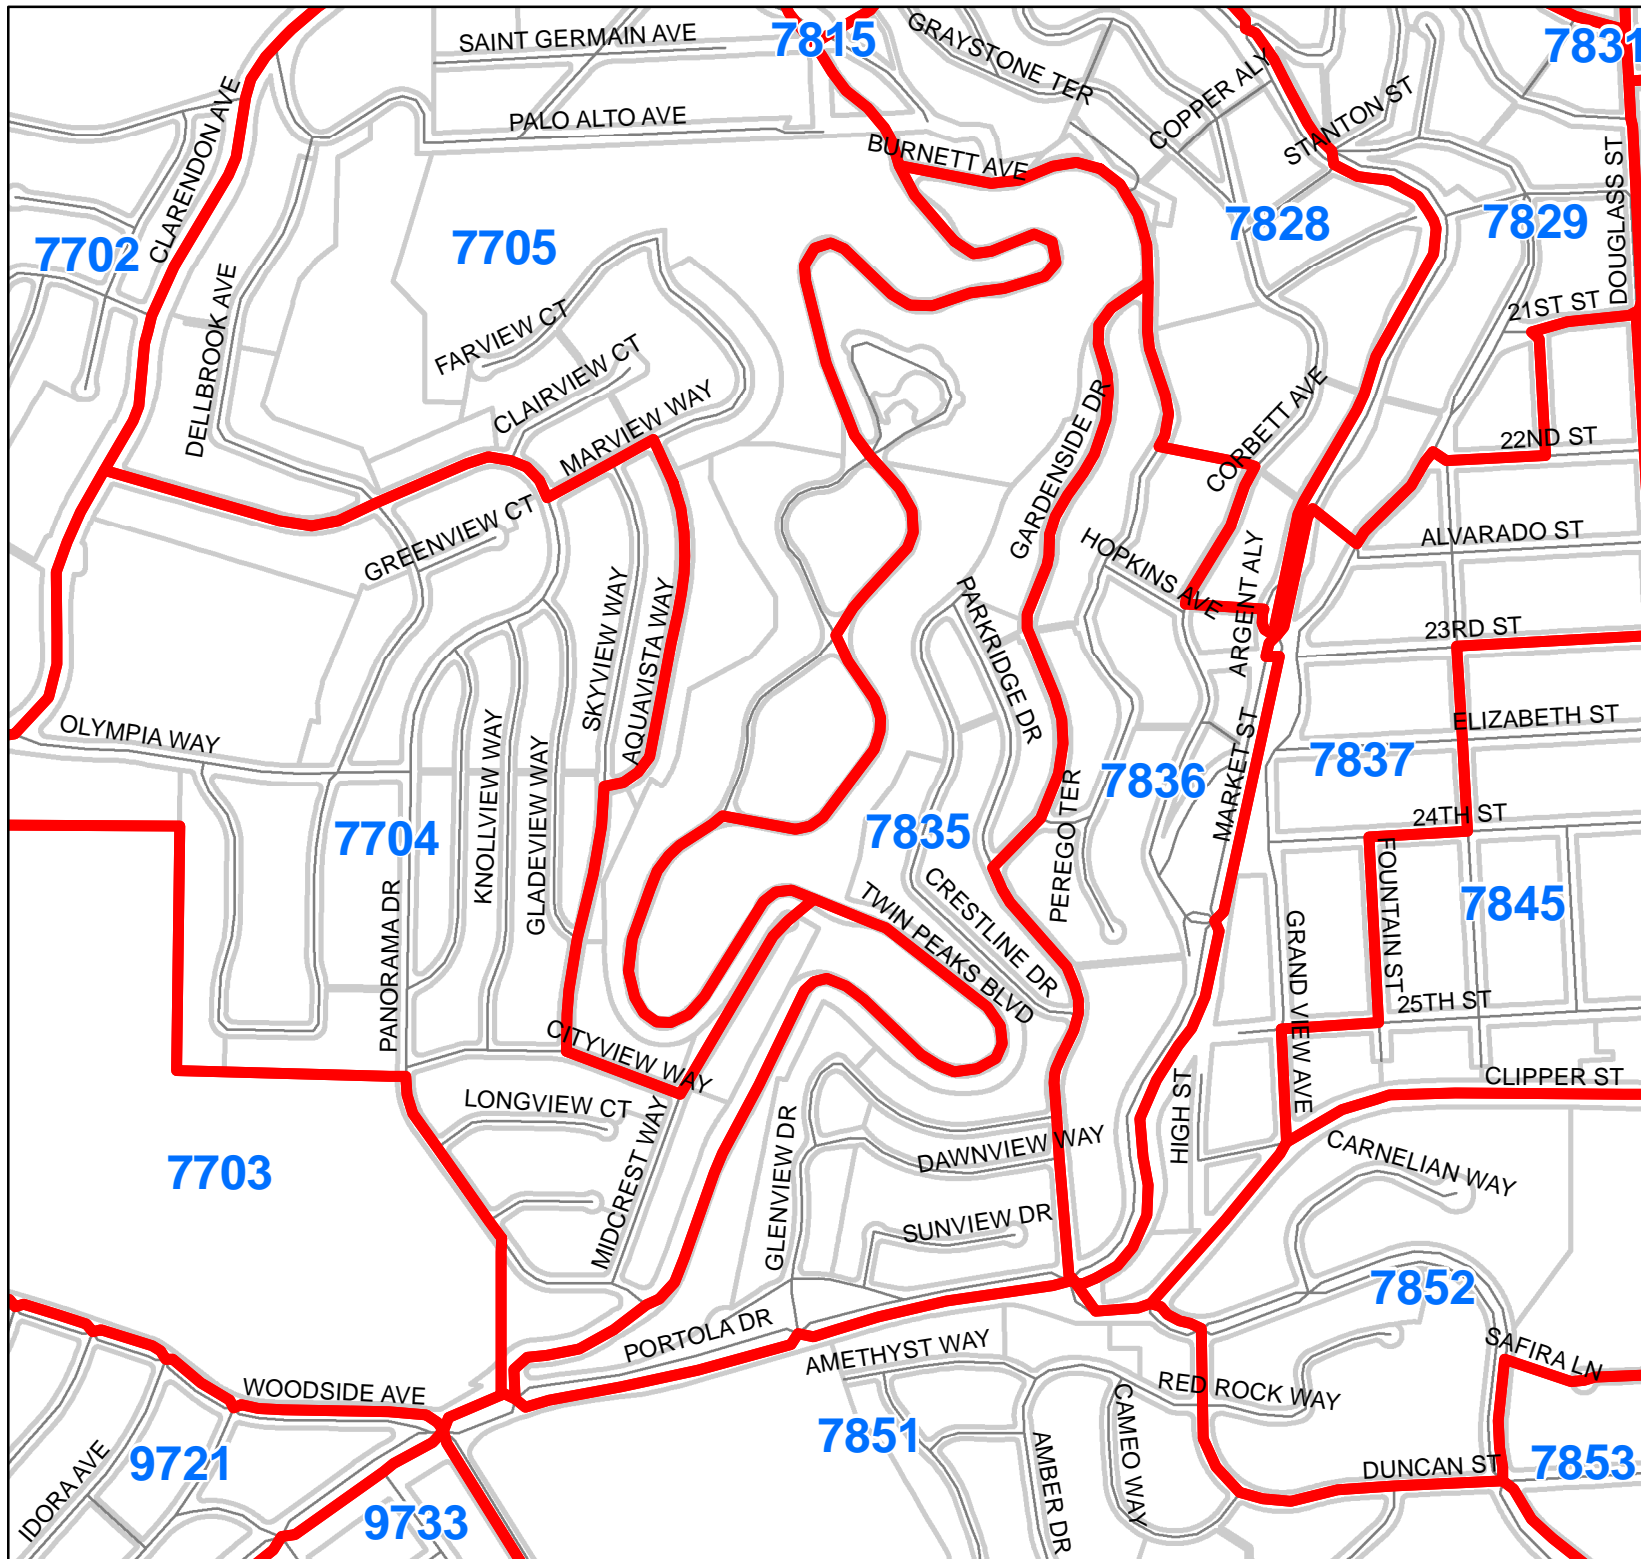 SAINT GERMAIN AVE
7815
GRAYSTONE TER
7831
COPPER ALY
CLARENDON AVE
PALO ALTO AVE
STANTON ST
BURNETT AVE
DOUGLASS ST
7702
7705
7828
7829
DELLBROOK AVE
21ST ST
FARVIEW CT
CLAIRVIEW CT
MARVIEW WAY
GARDENSIDE DR
CORBETT AVE
22ND ST
GREENVIEW CT
HOPKINS AVE
ARGENT ALY
ALVARADO ST
SKYVIEW WAY
AQUAVISTA WAY
PARKRIDGE DR
23RD ST
OLYMPIA WAY
KNOLLVIEW WAY
GLADEVIEW WAY
MARKET ST
ELIZABETH ST
7837
7836
7704
7835
PEREGO TER
24TH ST
FOUNTAIN ST
7845
PANORAMA DR
TWIN PEAKS BLVD
CRESTLINE DR
GRAND VIEW AVE
25TH ST
CITYVIEW WAY
CLIPPER ST
LONGVIEW CT
MIDCREST WAY
GLENVIEW DR
DAWNVIEW WAY
HIGH ST
CARNELIAN WAY
7703
SUNVIEW DR
7852
PORTOLA DR
AMETHYST WAY
SAFIRA LN
WOODSIDE AVE
RED ROCK WAY
CAMEO WAY
7851
AMBER DR
IDORA AVE
9721
DUNCAN ST
7853
9733